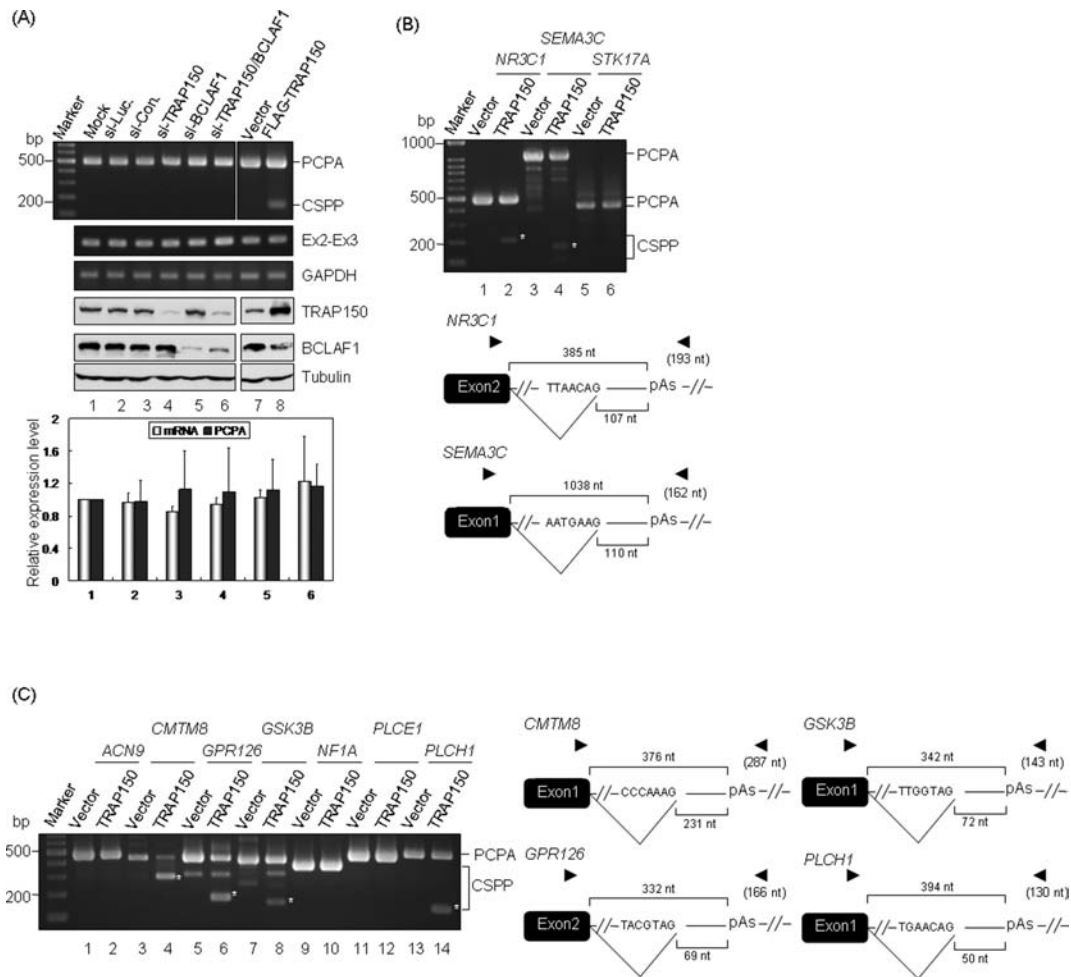 (A)
Marker
Mock
si-Luc.
si-Con.
si-TRAP150
si-BCLAF1
si-TRAP150/BCLAF1
Vector
FLAG-TRAP150
bp
500
200
PCPA
CSPP
Ex2-Ex3
GAPDH
TRAP150
BCLAF1
Tubulin
1 2 3 4 5 6 7 8
Relative expression level
2
1.6
1.2
0.8
0.4
0
mRNA PCPA
1 2 3 4 5 6
(B)
SEMA3C
NR3C1 STK17A
Marker
Vector
TRAP150
Vector
TRAP150
Vector
TRAP150
bp
1000
500
200
PCPA
PCPA
*
*
CSPP
1 2 3 4 5 6
NR3C1
385 nt
(193 nt)
Exon2 -//- TTAACAG pAs -//-
107 nt
SEMA3C
1038 nt
(162 nt)
Exon1 -//- AATGAAG pAs -//-
110 nt
(C)
CMTM8 GSK3B PLCE1
ACN9 GPR126 NF1A PLCH1
Marker
Vector
TRAP150
Vector
TRAP150
Vector
TRAP150
Vector
TRAP150
Vector
TRAP150
Vector
TRAP150
Vector
TRAP150
bp
500
200
PCPA
CSPP
*
*
*
*
1 2 3 4 5 6 7 8 9 10 11 12 13 14
CMTM8
376 nt
(287 nt)
Exon1 -//- CCCAAAG pAs -//-
231 nt
GSK3B
342 nt
(143 nt)
Exon1 -//- TTGGTAG pAs -//-
72 nt
GPR126
332 nt
(166 nt)
Exon2 -//- TACGTAG pAs -//-
69 nt
PLCH1
394 nt
(130 nt)
Exon1 -//- TGAACAG pAs -//-
50 nt